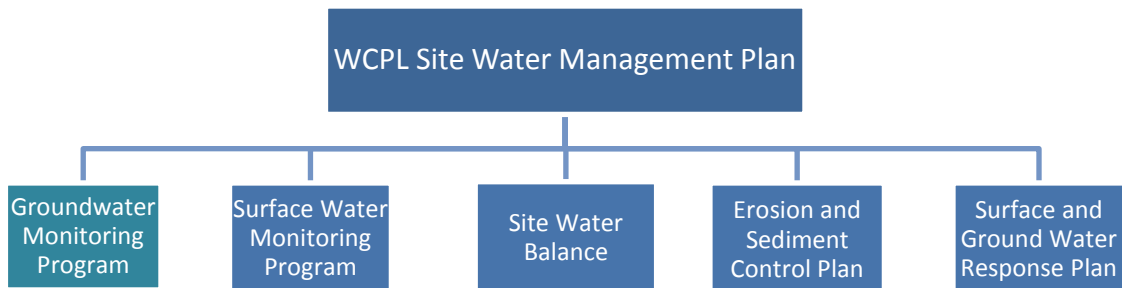 WCPL Site Water Management Plan
Groundwater
Monitoring
Program
Surface Water
Monitoring
Program
Site Water
Balance
Erosion and
Sediment
Control Plan
Surface and
Ground Water
Response Plan